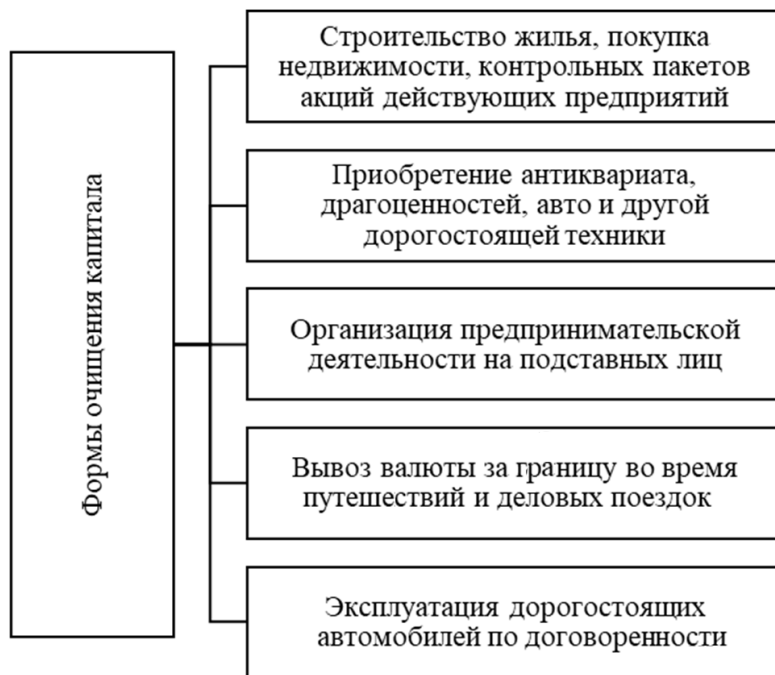 Формы очищения капитала
Строительство жилья, покупка
недвижимости, контрольных пакетов
акций действующих предприятий
Приобретение антиквариата,
драгоценностей, авто и другой
дорогостоящей техники
Организация предпринимательской
деятельности на подставных лиц
Вывоз валюты за границу во время
путешествий и деловых поездок
Эксплуатация дорогостоящих
автомобилей по договоренности